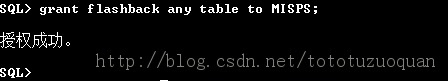 SQL> grant flashback any table to MISPS;
授权成功。
http://blog.csdn.net/tototuzuoquan
SQL>